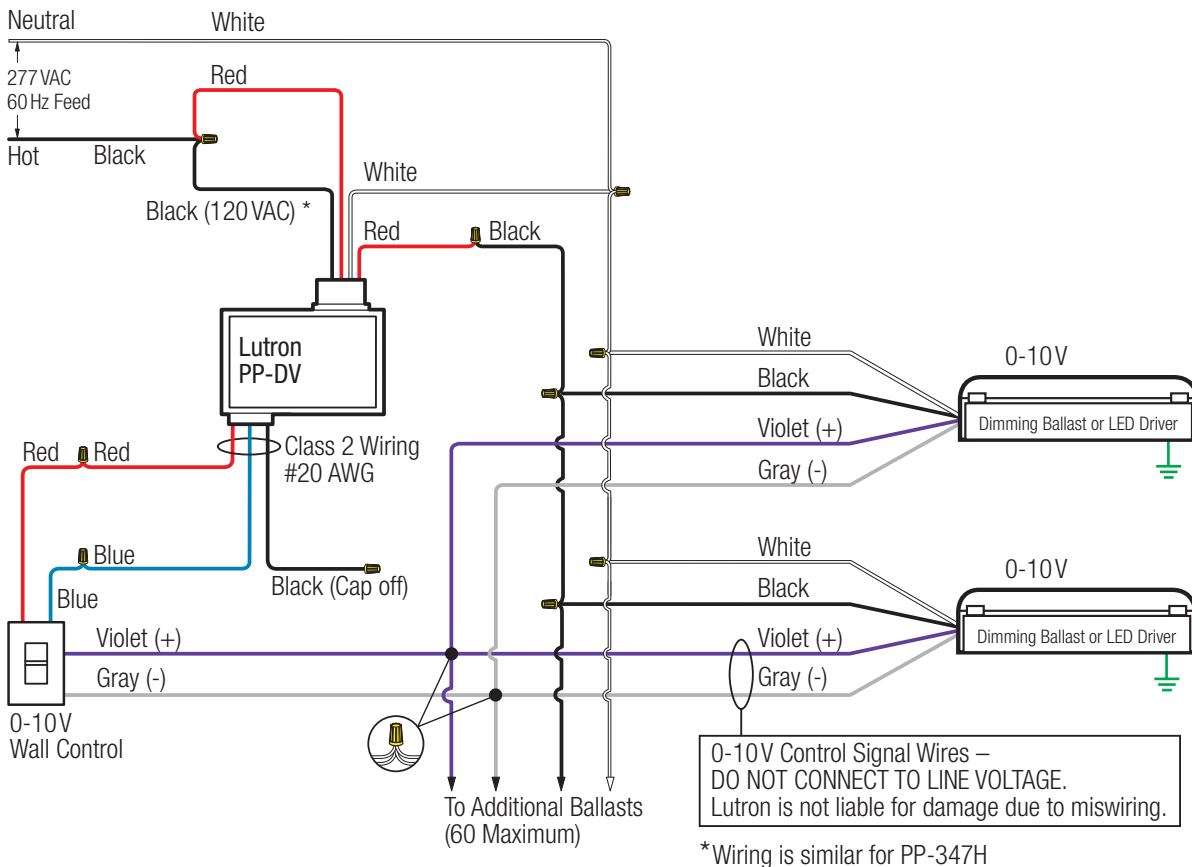 Neutral
White
277 VAC
60 Hz Feed
Red
Hot
Black
White
Black (120 VAC) *
Red
Black
Lutron
PP-DV
White
0-10 V
Black
Dimming Ballast or LED Driver
Violet (+)
Gray (-)
Class 2 Wiring
#20 AWG
Red
Red
Blue
Black (Cap off)
Blue
White
0-10 V
Black
Dimming Ballast or LED Driver
Violet (+)
Violet (+)
Gray (-)
Gray (-)
0-10 V
Wall Control
To Additional Ballasts
(60 Maximum)
0-10 V Control Signal Wires –
DO NOT CONNECT TO LINE VOLTAGE.
Lutron is not liable for damage due to miswiring.
*Wiring is similar for PP-347H